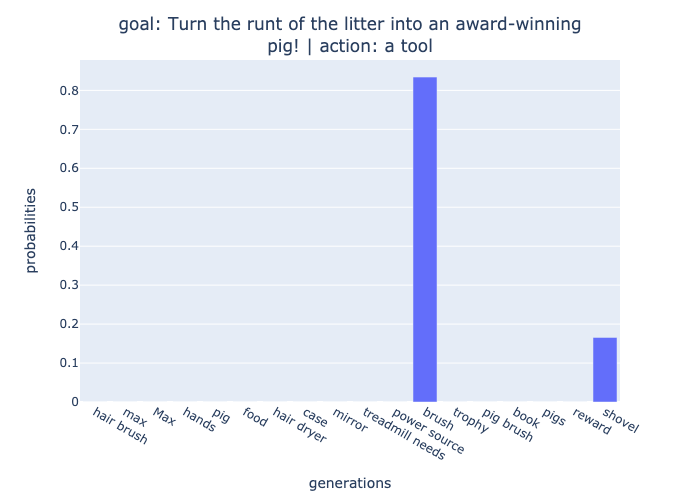 goal: Turn the runt of the litter into an award-winning
pig! | action: a tool
probabilities
0.8
0.7
0.6
0.5
0.4
0.3
0.2
0.1
0
hair brush
max
Max
hands
pig
food
hair dryer
case
mirror
treadmill needs
power source
brush
trophy
pig brush
book
pigs
reward
shovel
generations